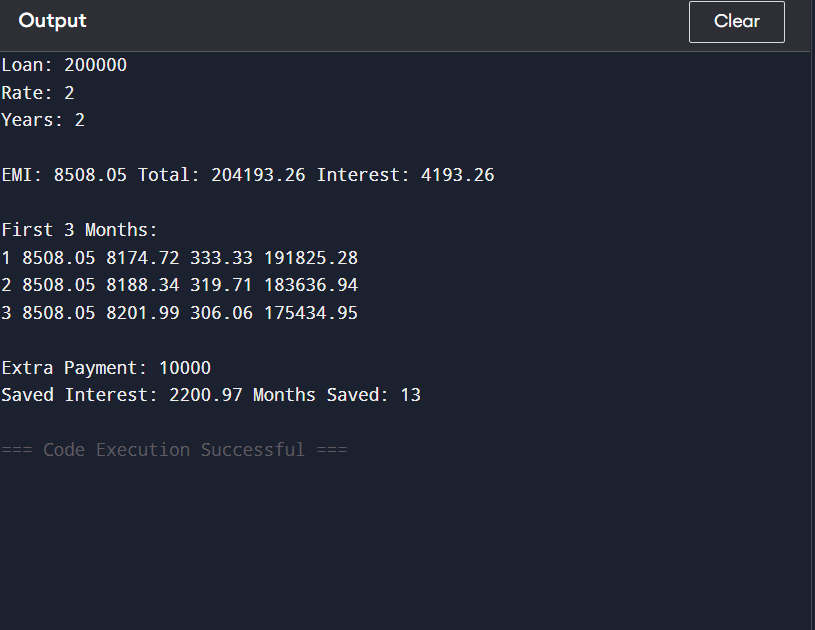 Output
Clear
Loan: 200000
Rate: 2
Years: 2
EMI: 8508.05 Total: 204193.26 Interest: 4193.26
First 3 Months:
1 8508.05 8174.72 333.33 191825.28
2 8508.05 8188.34 319.71 183636.94
3 8508.05 8201.99 306.06 175434.95
Extra Payment: 10000
Saved Interest: 2200.97 Months Saved: 13
=== Code Execution Successful ===